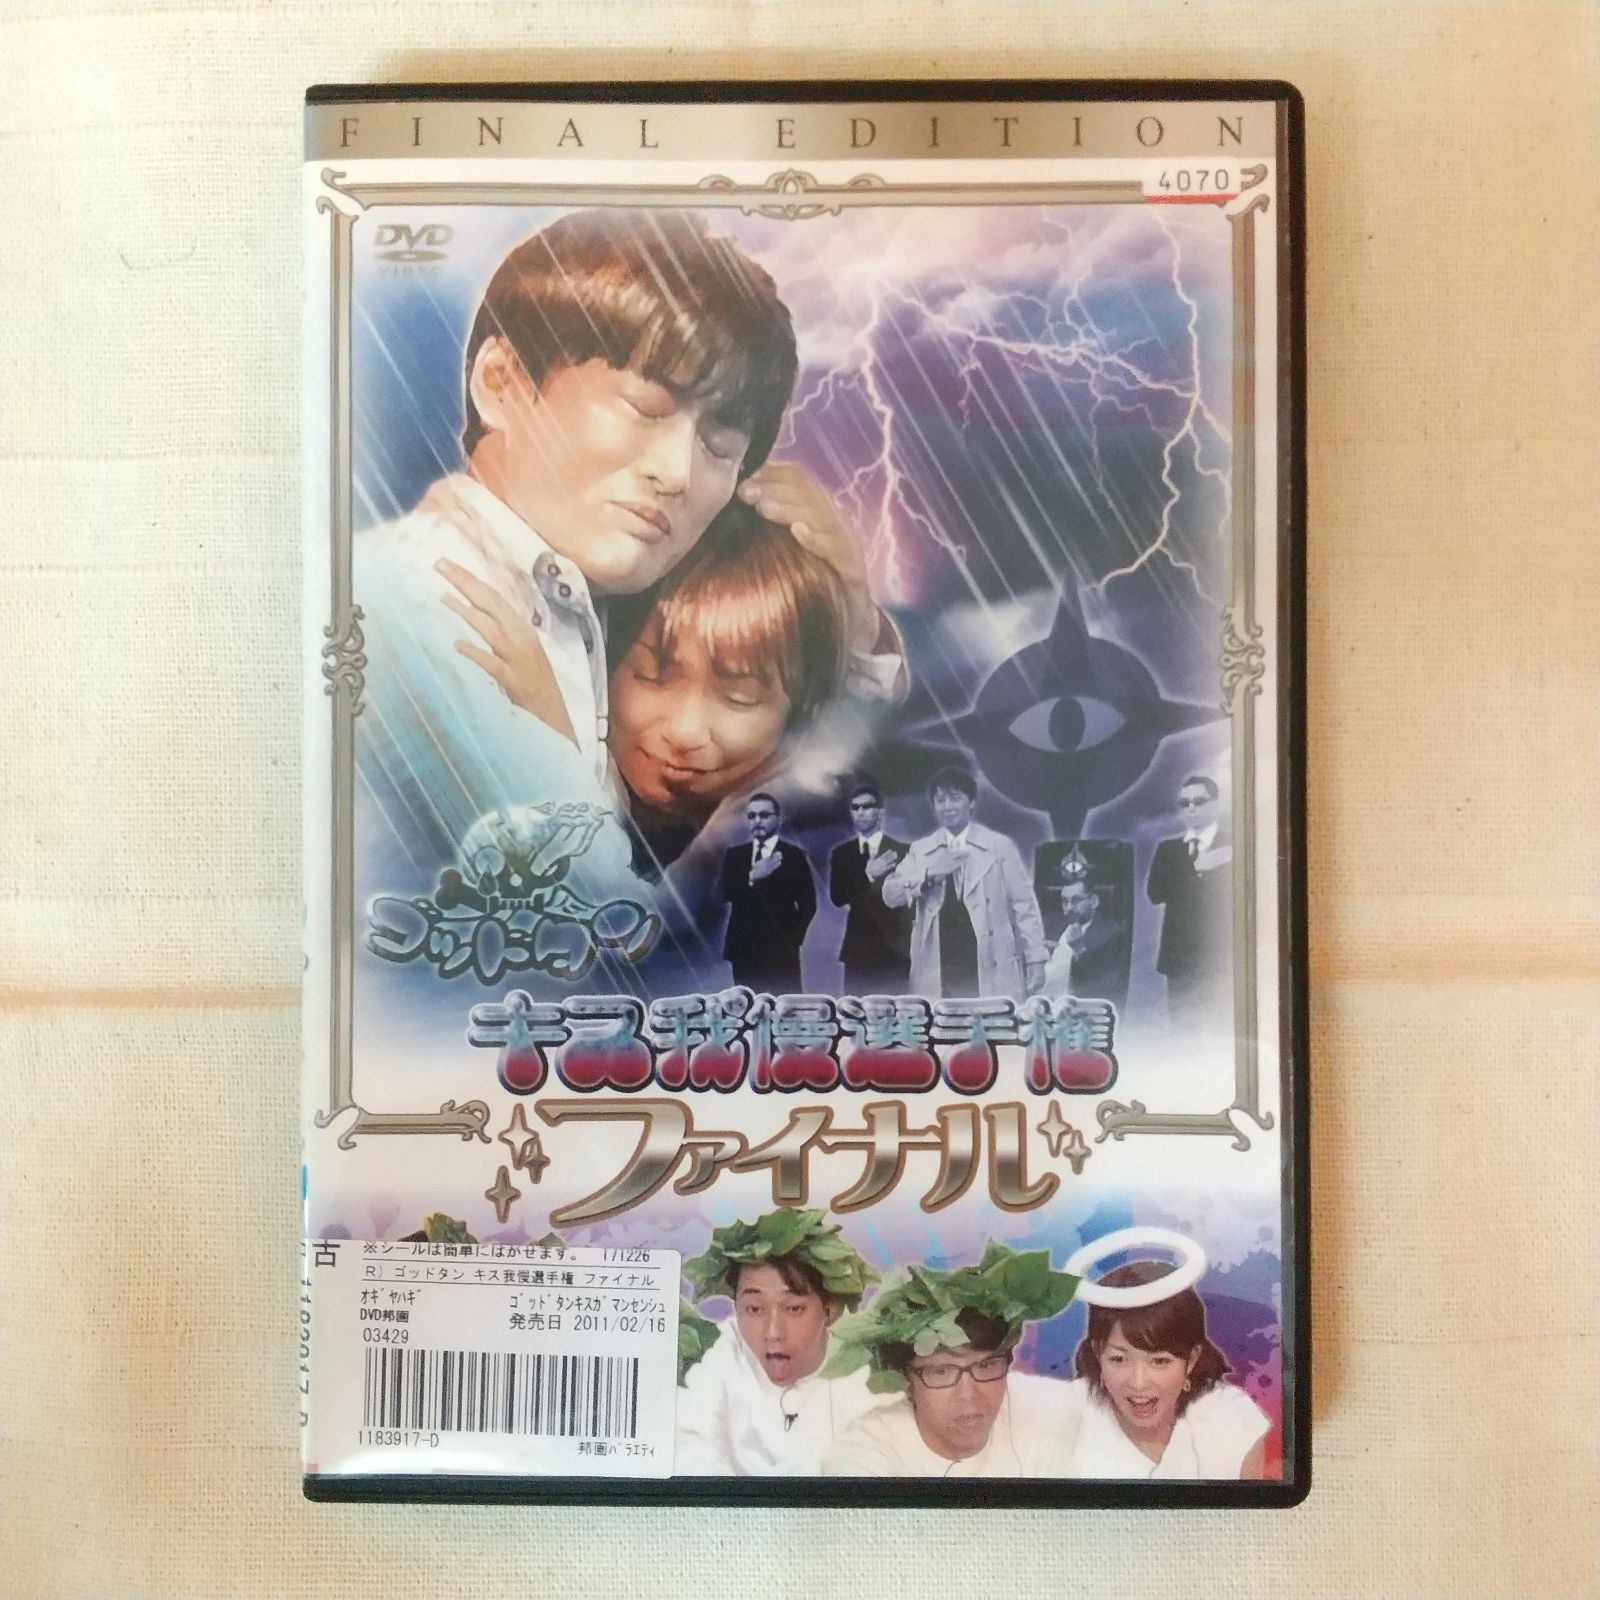 FINAL EDITION
4070
DVD
VIDEO
ゴッドタン
キス我慢選手権
ファイナル
古
※シールは簡単にはがせます。 171226
R) ゴッドタン キス我慢選手権 ファイナル
オギヤハギ ゴッドタンキスガマンセンシュ
DVD邦画 発売日 2011/02/16
03429
1183917-D
邦画バラエティ